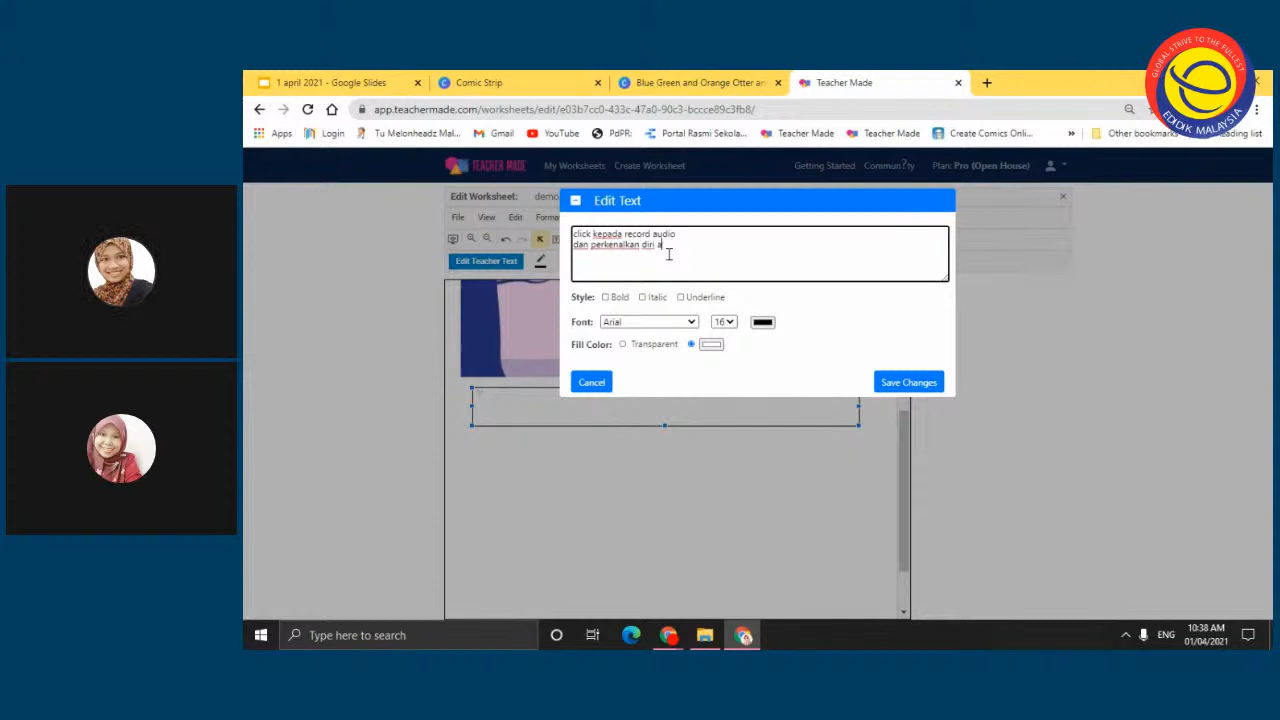 GLOBAL STRIVE TO THE FULLEST
EDIDIK MALAYSIA
1 april 2021 - Google Slides
Comic Strip
Blue Green and Orange Otter an
Teacher Made
app.teachermade.com/worksheets/edit/e03b7cc0-433c-47a0-90c3-bccce89c3fb8/
Apps Login Tu Melonheadz Mal... Gmail YouTube PdPR: Portal Rasmi Sekola... Teacher Made Teacher Made Create Comics Onli... » Other bookmarks ding list
TEACHER MADE My Worksheets Create Worksheet Getting Started Commun?ty Plan: Pro (Open House)
Edit Worksheet: demo
File View Edit Forma
Edit Teacher Text
Edit Text
click kepada record audio
dan perkenalkan diri a
Style: Bold Italic Underline
Font: Arial 16
Fill Color: Transparent
Cancel Save Changes
Type here to search
ENG
10:38 AM
01/04/2021